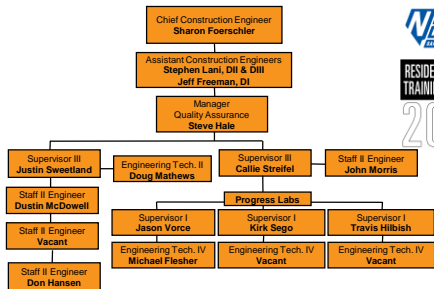 Chief Construction Engineer
Sharon Foerschler
Assistant Construction Engineers
Stephen Lani, DII & DIII
Jeff Freeman, DI
Manager
Quality Assurance
Steve Hale
Supervisor III
Justin Sweetland
Engineering Tech. II
Doug Mathews
Supervisor III
Callie Streifel
Staff II Engineer
John Morris
Staff II Engineer
Dustin McDowell
Progress Labs
Staff II Engineer
Vacant
Supervisor I
Jason Vorce
Supervisor I
Kirk Sego
Supervisor I
Travis Hilbish
Engineering Tech. IV
Michael Flesher
Engineering Tech. IV
Vacant
Engineering Tech. IV
Vacant
Staff II Engineer
Don Hansen
RESIDE
TRAININ
20